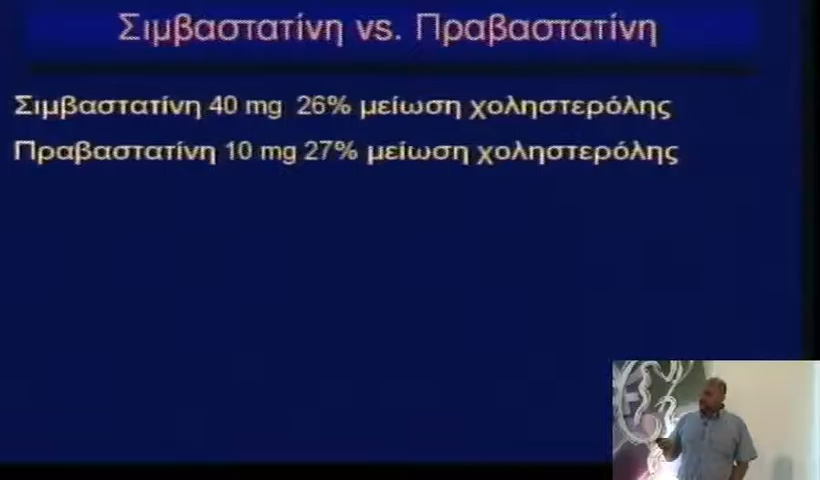 Σιμβαστατίνη vs. Πραβαστατίνη
Σιμβαστατίνη 40 mg 26% μείωση χοληστερόλης
Πραβαστατίνη 10 mg 27% μείωση χοληστερόλης